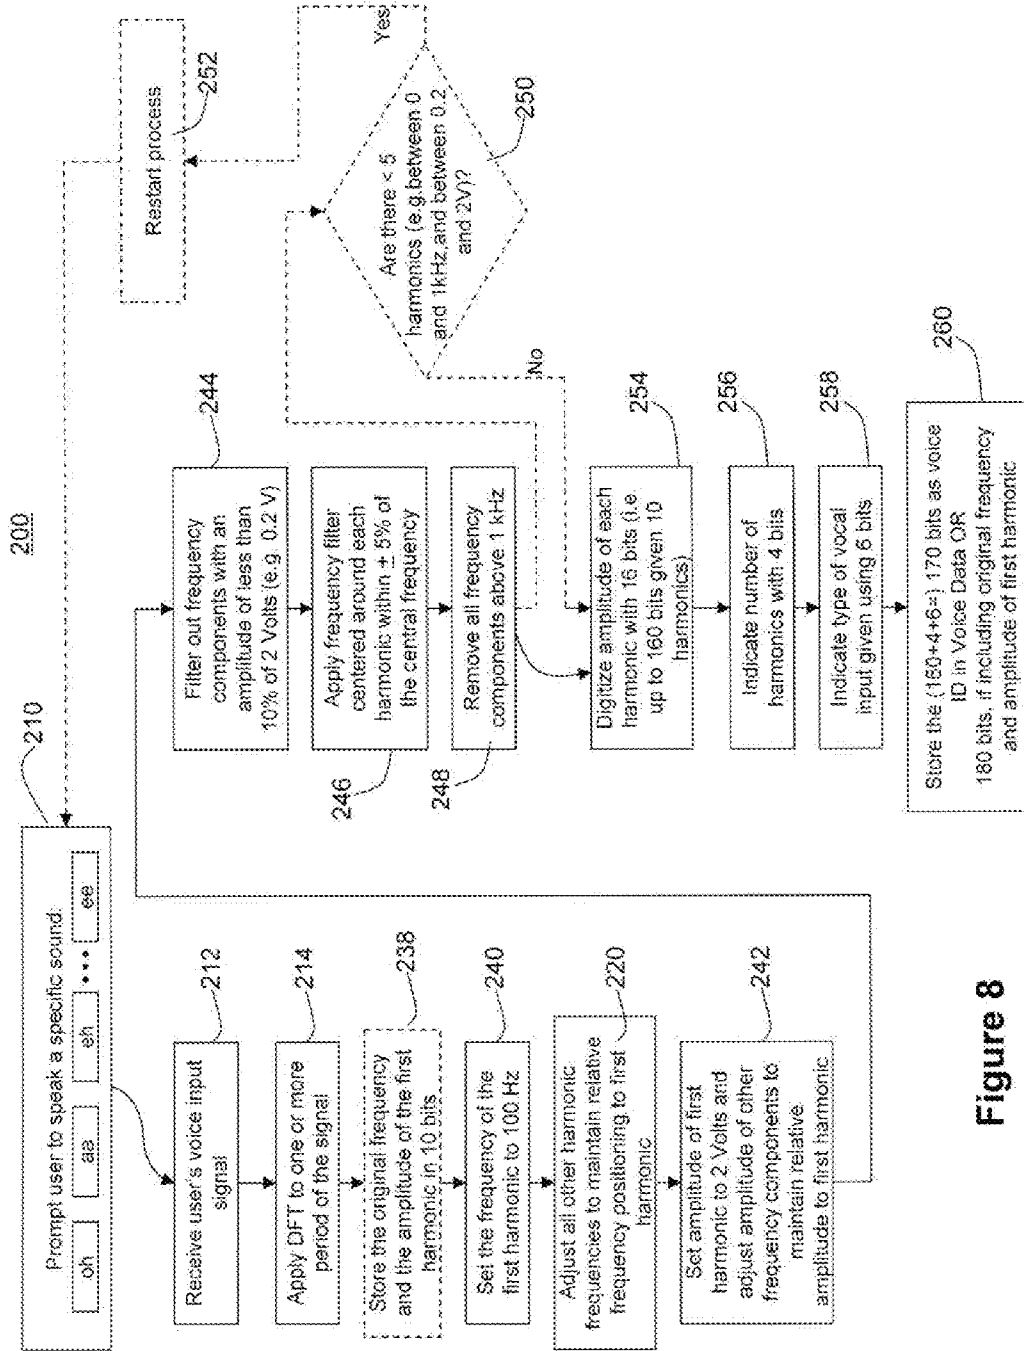 200
Prompt user to speak a specific sound:
oh
aa
eh
•••
ee
210
Receive user's voice input
signal
212
Apply DFT to one or more
period of the signal
214
Store the original frequency
and the amplitude of the first
harmonic in 10 bits
238
Set the frequency of the
first harmonic to 100 Hz
240
Adjust all other harmonic
frequencies to maintain relative
frequency positioning to first
harmonic
220
Set amplitude of first
harmonic to 2 Volts and
adjust amplitude of other
frequency components to
maintain relative
amplitude to first harmonic
242
Filter out frequency
components with an
amplitude of less than
10% of 2 Volts (e.g. 0.2 V)
244
Apply frequency filter
centered around each
harmonic within ± 5% of
the central frequency
246
Remove all frequency
components above 1 kHz
248
Are there < 5
harmonics (e.g.between 0
and 1kHz,and between 0.2
and 2V)?
250
Yes
No
Restart process
252
Digitize amplitude of each
harmonic with 16 bits (i.e.
up to 160 bits given 10
harmonics)
254
Indicate number of
harmonics with 4 bits
256
Indicate type of vocal
input given using 6 bits
258
Store the (160+4+6=) 170 bits as voice
ID in Voice Data OR
180 bits, if including original frequency
and amplitude of first harmonic
260
Figure 8